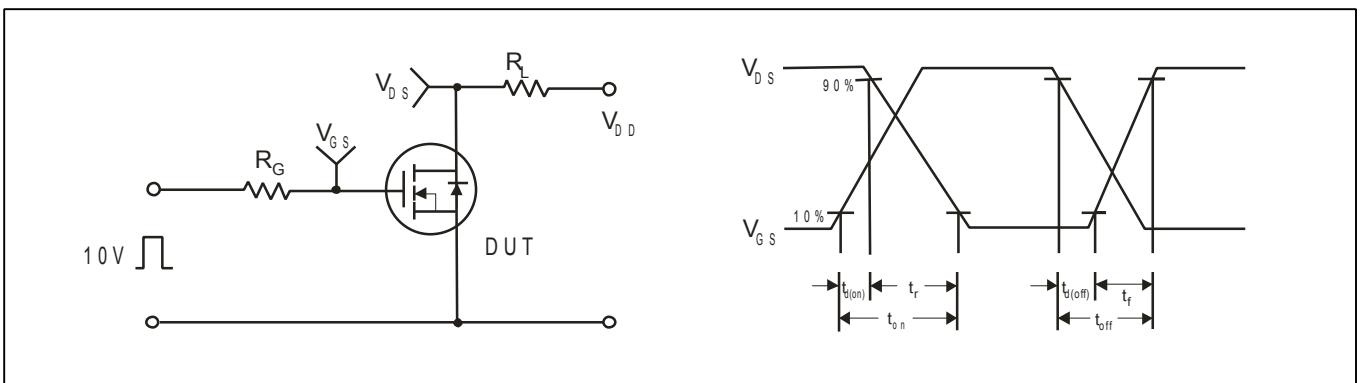 R_L
V_DS
V_DD
V_GS
R_G
DUT
10V
V_DS
90%
10%
V_GS
t_d(on)
t_r
t_on
t_d(off)
t_f
t_off